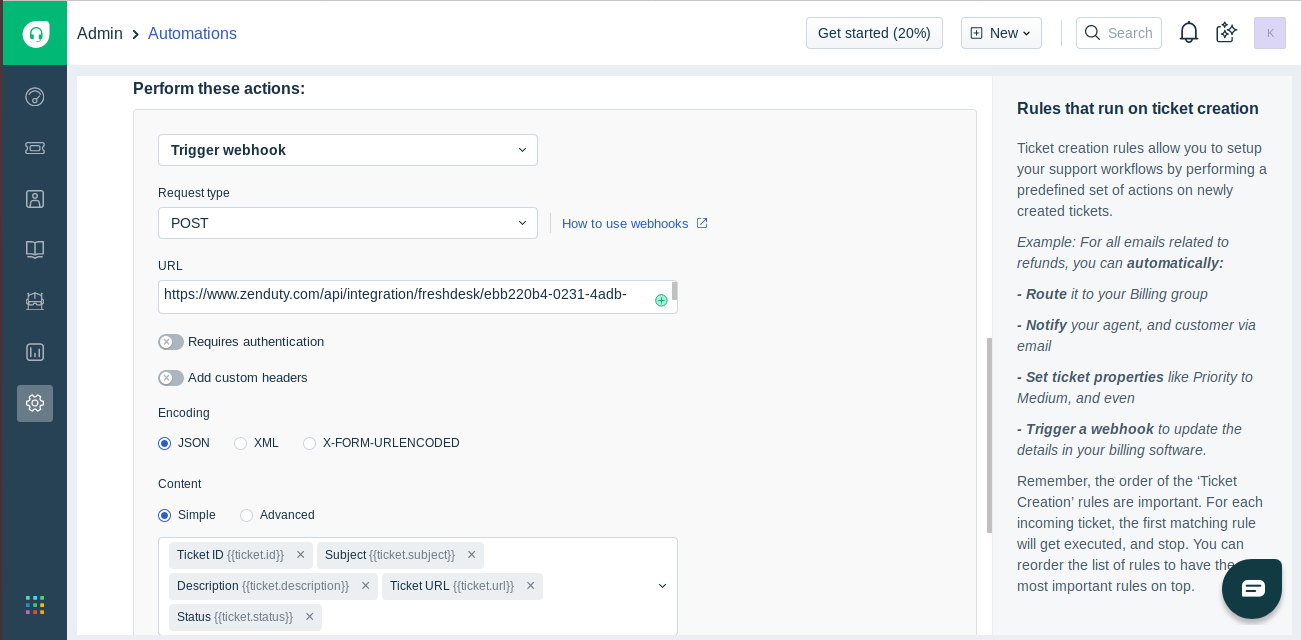 Admin > Automations
Get started (20%)
New
Search
K
Perform these actions:
Trigger webhook
Request type
POST
How to use webhooks
URL
https://www.zenduty.com/api/integration/freshdesk/ebb220b4-0231-4adb-
Requires authentication
Add custom headers
Encoding
JSON XML X-FORM-URLENCODED
Content
Simple Advanced
Ticket ID {{ticket.id}} × Subject {{ticket.subject}} ×
Description {{ticket.description}} × Ticket URL {{ticket.url}} ×
Status {{ticket.status}} ×
Rules that run on ticket creation
Ticket creation rules allow you to setup
your support workflows by performing a
predefined set of actions on newly
created tickets.
Example: For all emails related to
refunds, you can automatically:
- Route it to your Billing group
- Notify your agent, and customer via
email
- Set ticket properties like Priority to
Medium, and even
- Trigger a webhook to update the
details in your billing software.
Remember, the order of the ‘Ticket
Creation’ rules are important. For each
incoming ticket, the first matching rule
will get executed, and stop. You can
reorder the list of rules to have the
most important rules on top.